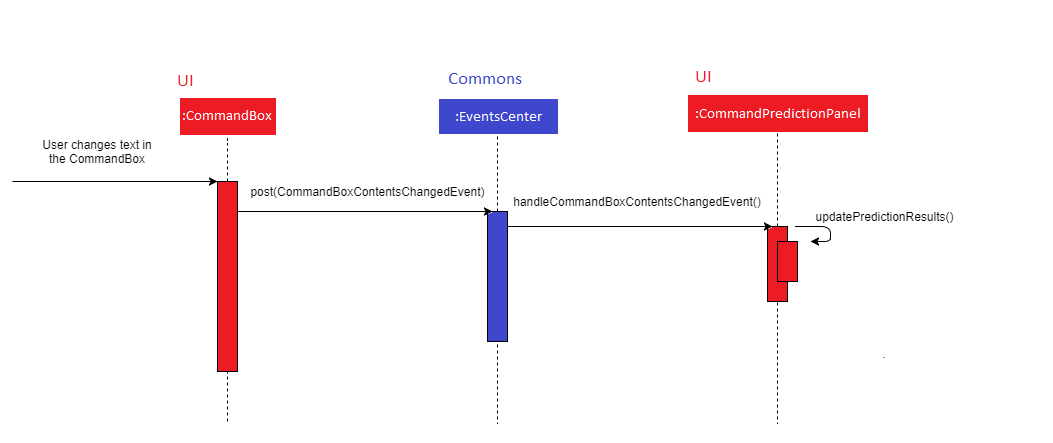 UI
Commons
UI
:CommandBox
:EventsCenter
:CommandPredictionPanel
User changes text in
the CommandBox
post(CommandBoxContentsChangedEvent)
handleCommandBoxContentsChangedEvent()
updatePredictionResults()